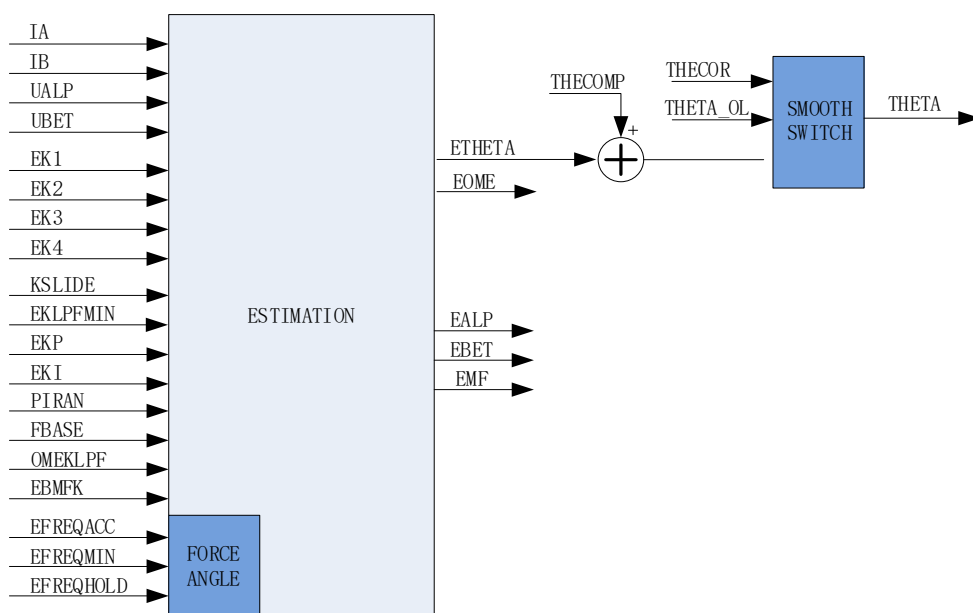 IA
IB
UALP
UBET
EK1
EK2
EK3
EK4
KSLIDE
EKLPFMIN
EKP
EKI
PIRAN
FBASE
OMEKLPF
EBMFK
EFREQACC
EFREQMIN
EFREQHOLD
FORCE
ANGLE
ESTIMATION
ETHETA
EOME
EALP
EBET
EMF
THECOMP
+
THECOR
THETA_OL
SMOOTH
SWITCH
THETA